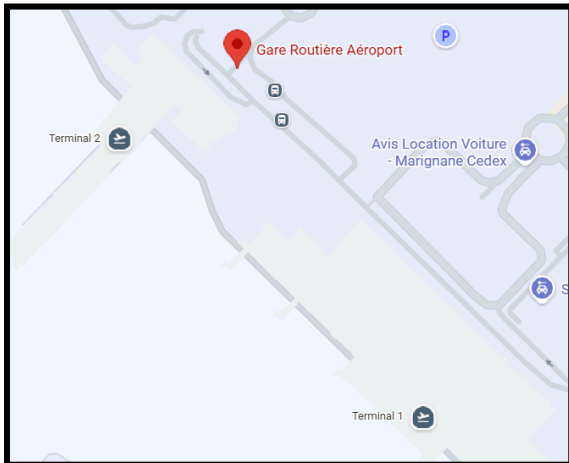 Gare Routière Aéroport
P
Terminal 2
Avis Location Voiture
- Marignane Cedex
S
Terminal 1